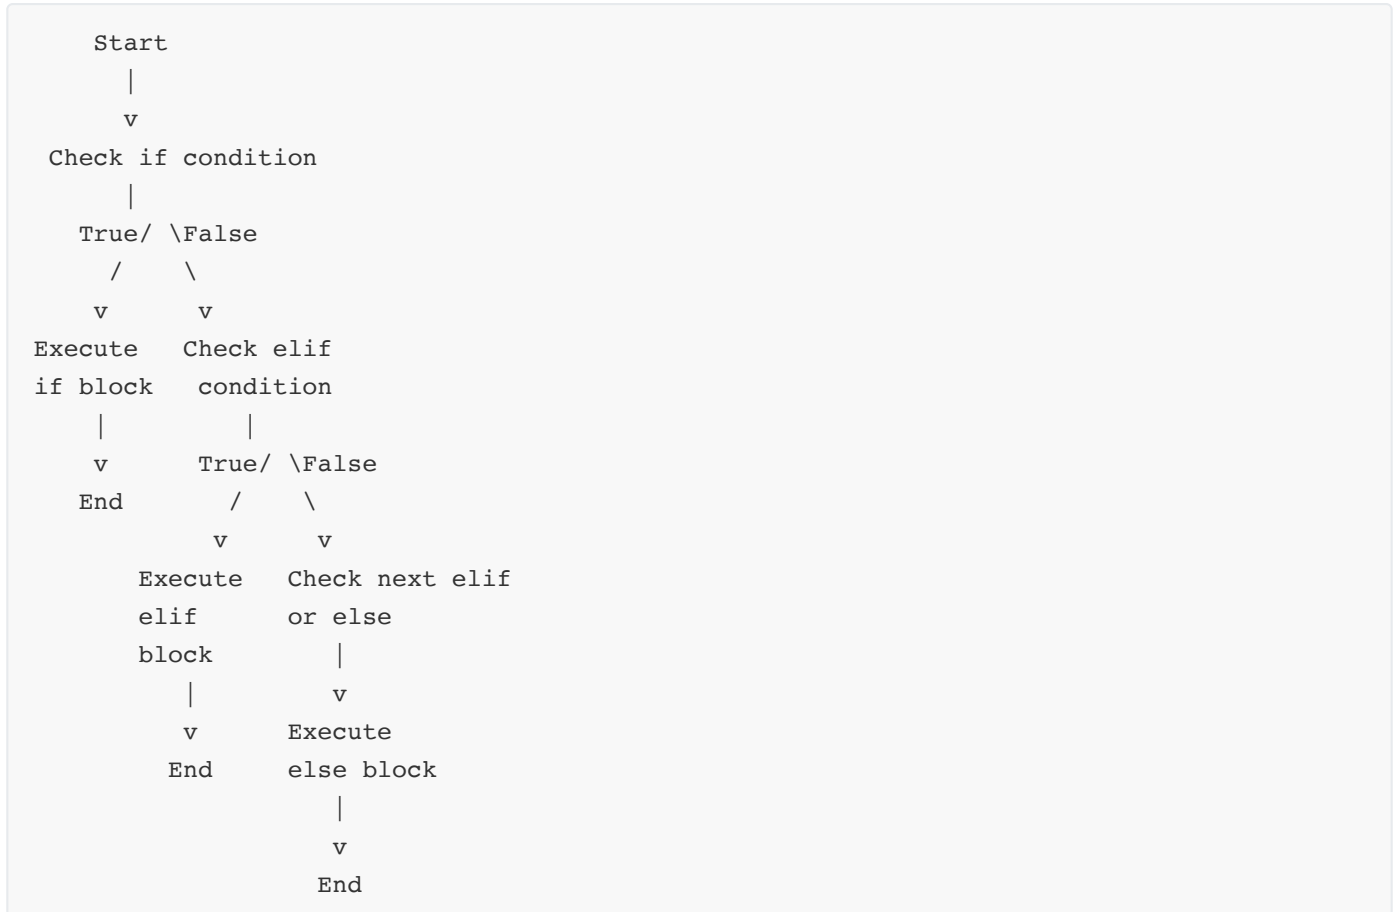 Start
      |
      v
 Check if condition
      |
   True/ \False
     /    \
    v      v
Execute   Check elif
if block   condition
    |         |
    v      True/ \False
   End       /    \
            v      v
       Execute   Check next elif
       elif      or else
       block        |
          |         v
          v      Execute
         End     else block
                    |
                    v
                   End